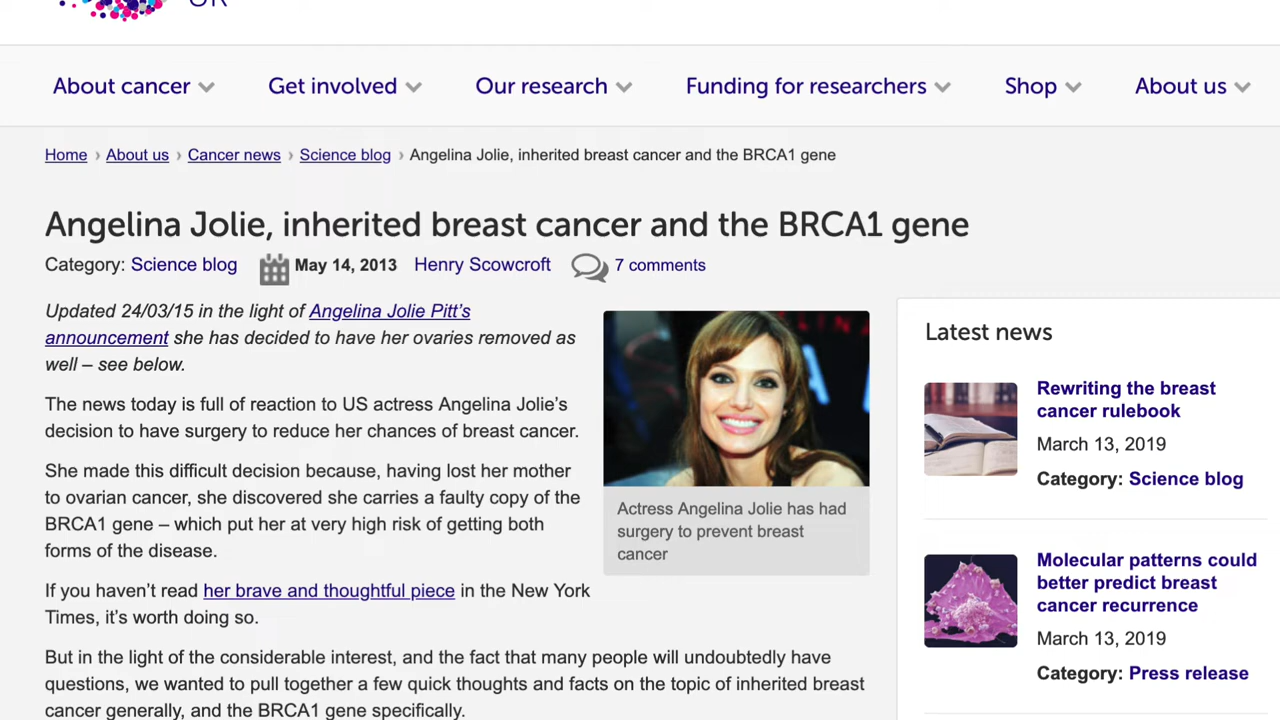 UK
About cancer
Get involved
Our research
Funding for researchers
Shop
About us
Home › About us › Cancer news › Science blog › Angelina Jolie, inherited breast cancer and the BRCA1 gene
Angelina Jolie, inherited breast cancer and the BRCA1 gene
Category: Science blog May 14, 2013 Henry Scowcroft 7 comments
Updated 24/03/15 in the light of Angelina Jolie Pitt’s
announcement she has decided to have her ovaries removed as
well – see below.
The news today is full of reaction to US actress Angelina Jolie’s
decision to have surgery to reduce her chances of breast cancer.
She made this difficult decision because, having lost her mother
to ovarian cancer, she discovered she carries a faulty copy of the
BRCA1 gene – which put her at very high risk of getting both
forms of the disease.
If you haven’t read her brave and thoughtful piece in the New York
Times, it’s worth doing so.
But in the light of the considerable interest, and the fact that many people will undoubtedly have
questions, we wanted to pull together a few quick thoughts and facts on the topic of inherited breast
cancer generally, and the BRCA1 gene specifically.
Actress Angelina Jolie has had
surgery to prevent breast
cancer
Latest news
Rewriting the breast
cancer rulebook
March 13, 2019
Category: Science blog
Molecular patterns could
better predict breast
cancer recurrence
March 13, 2019
Category: Press release